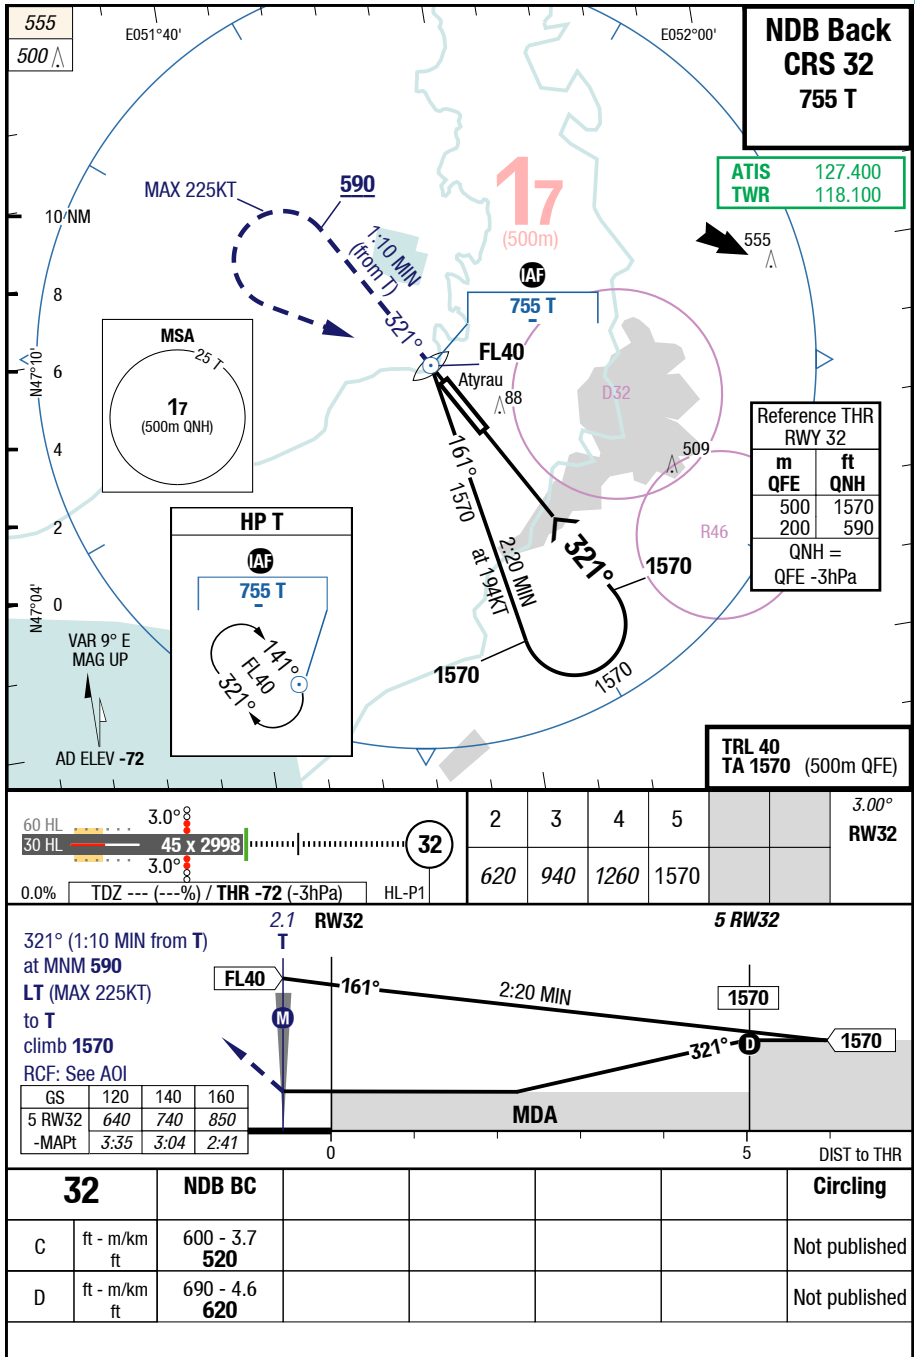 555
500
E051°40'
E052°00'
NDB Back
CRS 32
755 T
ATIS 127.400
TWR 118.100
MAX 225KT
590
17
(500m)
10 NM
8
6
4
2
0
N47°10'
N47°04'
1:10 MIN
(from T)
321°
IAF
755 T
555
FL40
Atyrau
88
D32
509
R46
MSA
25 T
17
(500m QNH)
Reference THR
RWY 32
m ft
QFE QNH
500 1570
200 590
QNH =
QFE -3hPa
161°
1570
2:20 MIN
at 194KT
321°
1570
1570
1570
HP T
IAF
755 T
141°
FL40
321°
VAR 9° E
MAG UP
AD ELEV -72
TRL 40
TA 1570 (500m QFE)
60 HL
30 HL
3.0°
45 x 2998
3.0°
32
0.0%
TDZ --- (---%) / THR -72 (-3hPa)
HL-P1
2 3 4 5
620 940 1260 1570
3.00°
RW32
321° (1:10 MIN from T)
at MNM 590
LT (MAX 225KT)
to T
climb 1570
RCF: See AOI
2.1 RW32
T
5 RW32
FL40
161°
2:20 MIN
1570
M
321°
D
1570
MDA
GS 120 140 160
5 RW32 640 740 850
-MAPt 3:35 3:04 2:41
0
5
DIST to THR
32 NDB BC Circling
C ft - m/km 600 - 3.7 Not published
ft 520
D ft - m/km 690 - 4.6 Not published
ft 620